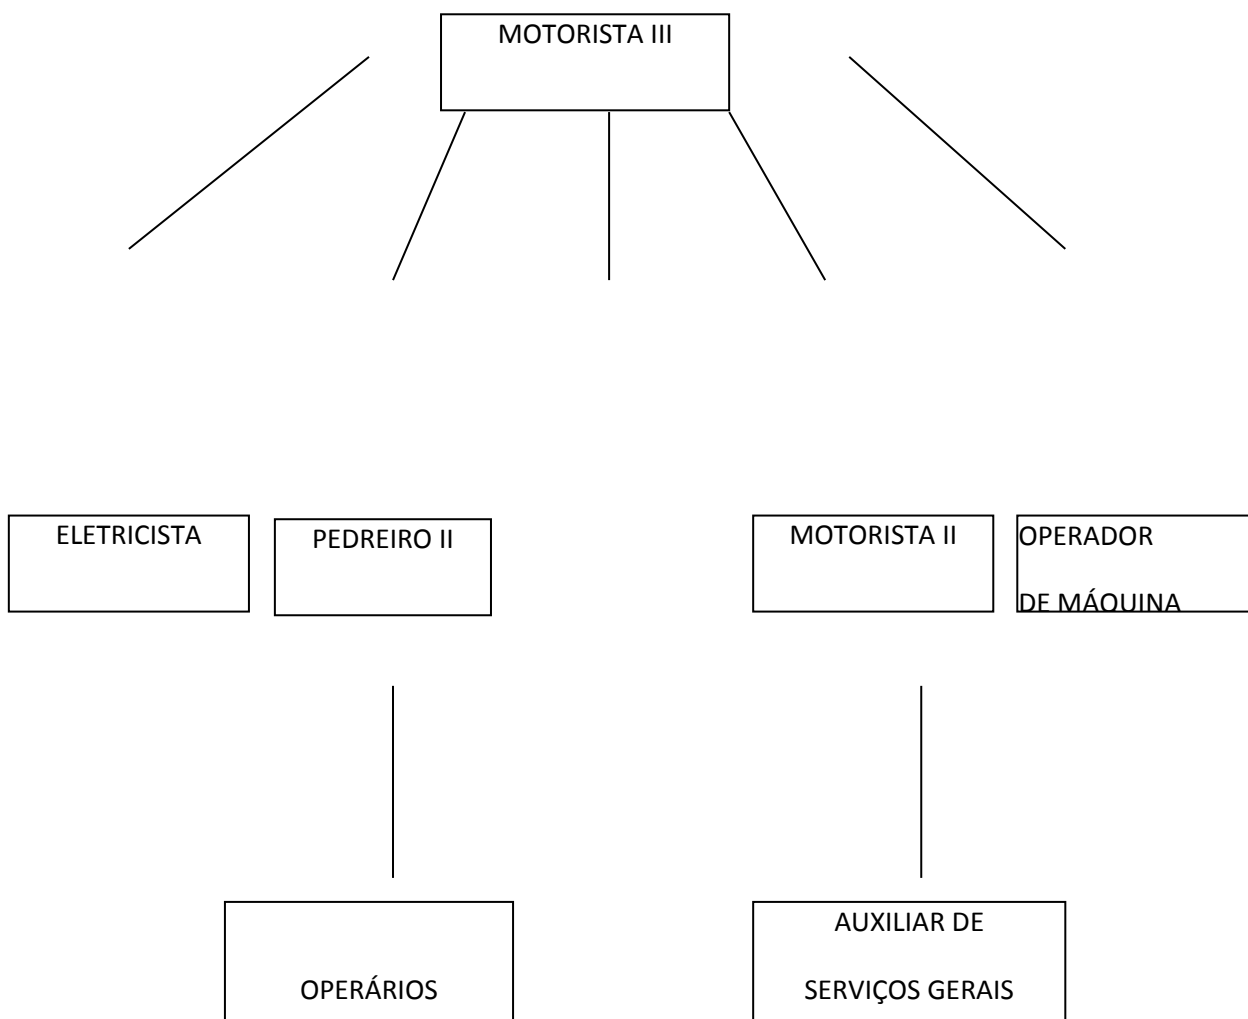 MOTORISTA III
ELETRICISTA
PEDREIRO II
MOTORISTA II
OPERADOR
DE MÁQUINA
OPERÁRIOS
AUXILIAR DE
SERVIÇOS GERAIS